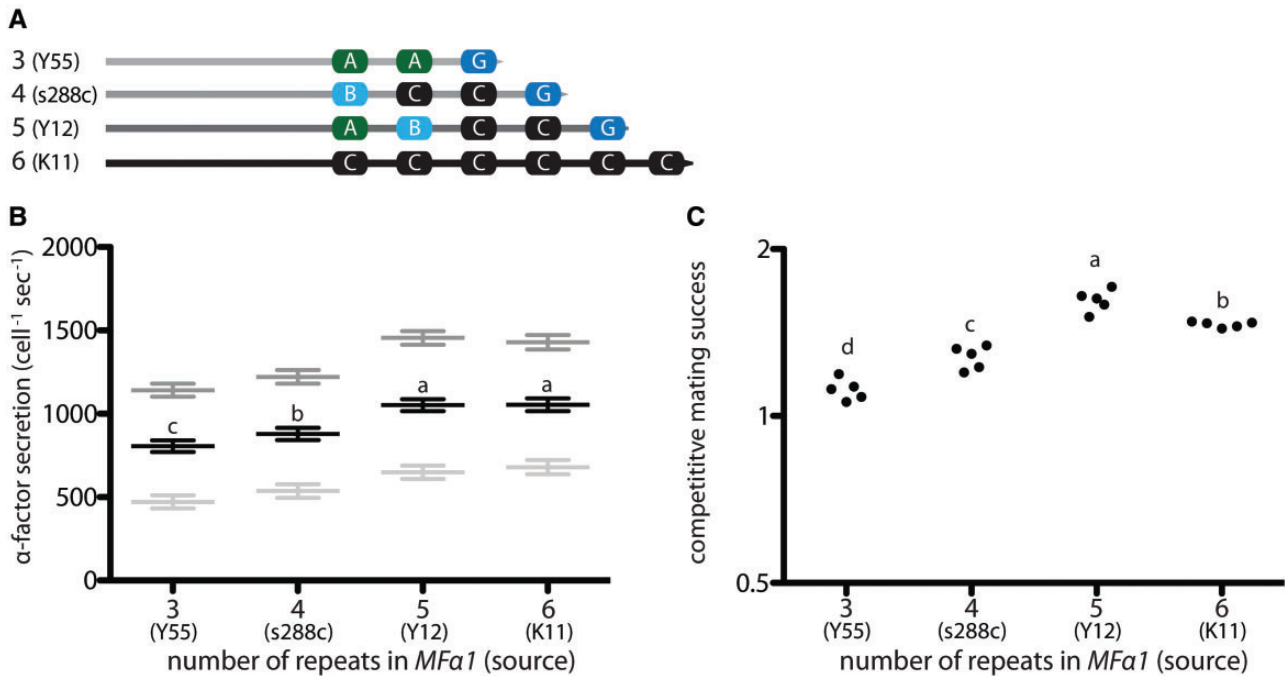 A
3 (Y55) A A G
4 (s288c) B C C G
5 (Y12) A B C C G
6 (K11) C C C C C C
B
2000
1500
1000
500
0
α-factor secretion (cell⁻¹ sec⁻¹)
c b a a
3 4 5 6
(Y55) (s288c) (Y12) (K11)
number of repeats in MFα1 (source)
C
2
1
0.5
competitive mating success
d c a b
3 4 5 6
(Y55) (s288c) (Y12) (K11)
number of repeats in MFα1 (source)